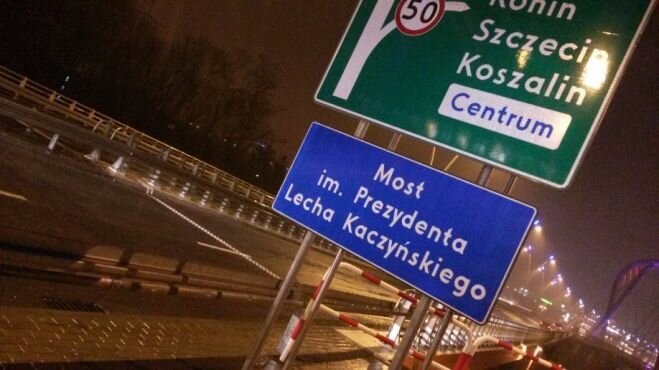 50
Konin
Szczecin
Koszalin
Centrum
Most
im. Prezydenta
Lecha Kaczyńskiego